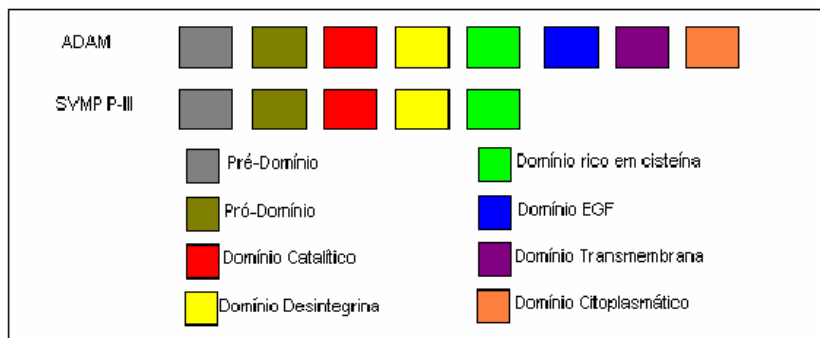 ADAM
SVMP P-III
Pré-Domínio
Pró-Domínio
Domínio Catalítico
Domínio Desintegrina
Domínio rico em cisteína
Domínio EGF
Domínio Transmembrana
Domínio Citoplasmático